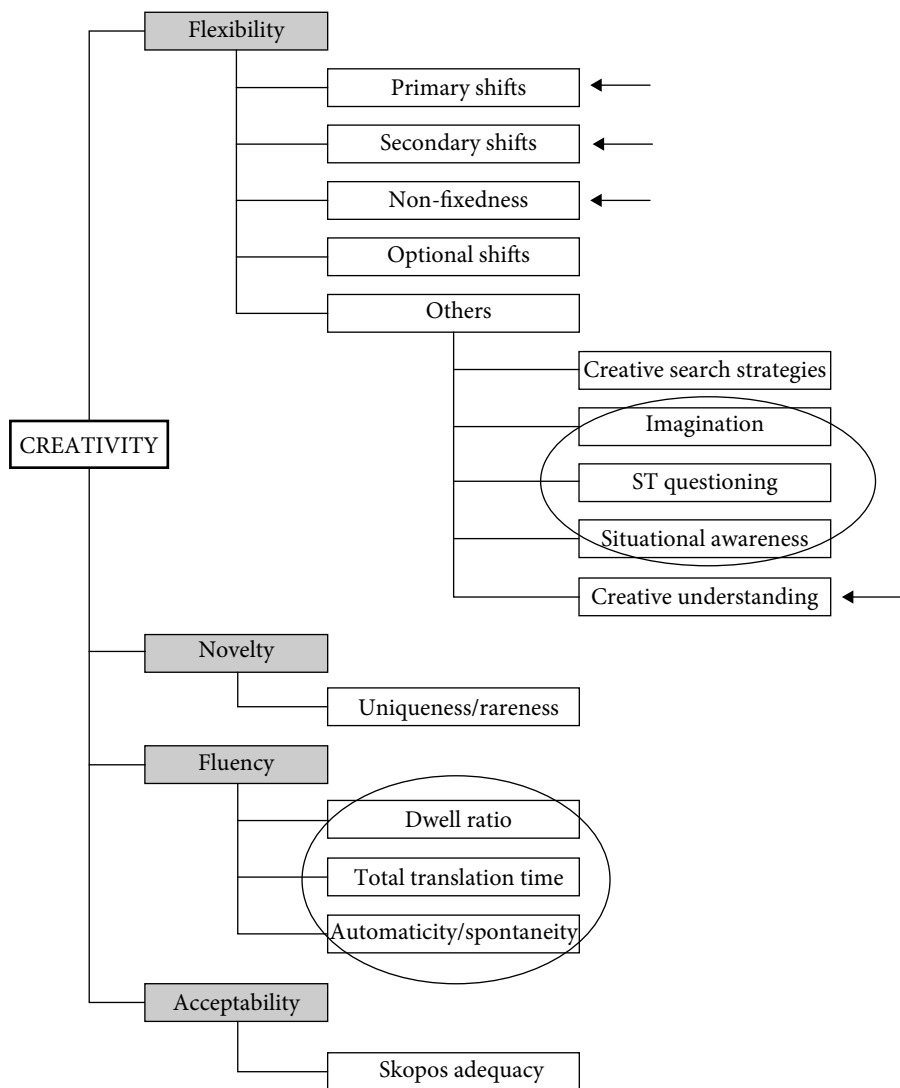 Flexibility
Primary shifts
Secondary shifts
Non-fixedness
Optional shifts
Others
Creative search strategies
Imagination
CREATIVITY
ST questioning
Situational awareness
Creative understanding
Novelty
Uniqueness/rareness
Fluency
Dwell ratio
Total translation time
Automaticity/spontaneity
Acceptability
Skopos adequacy